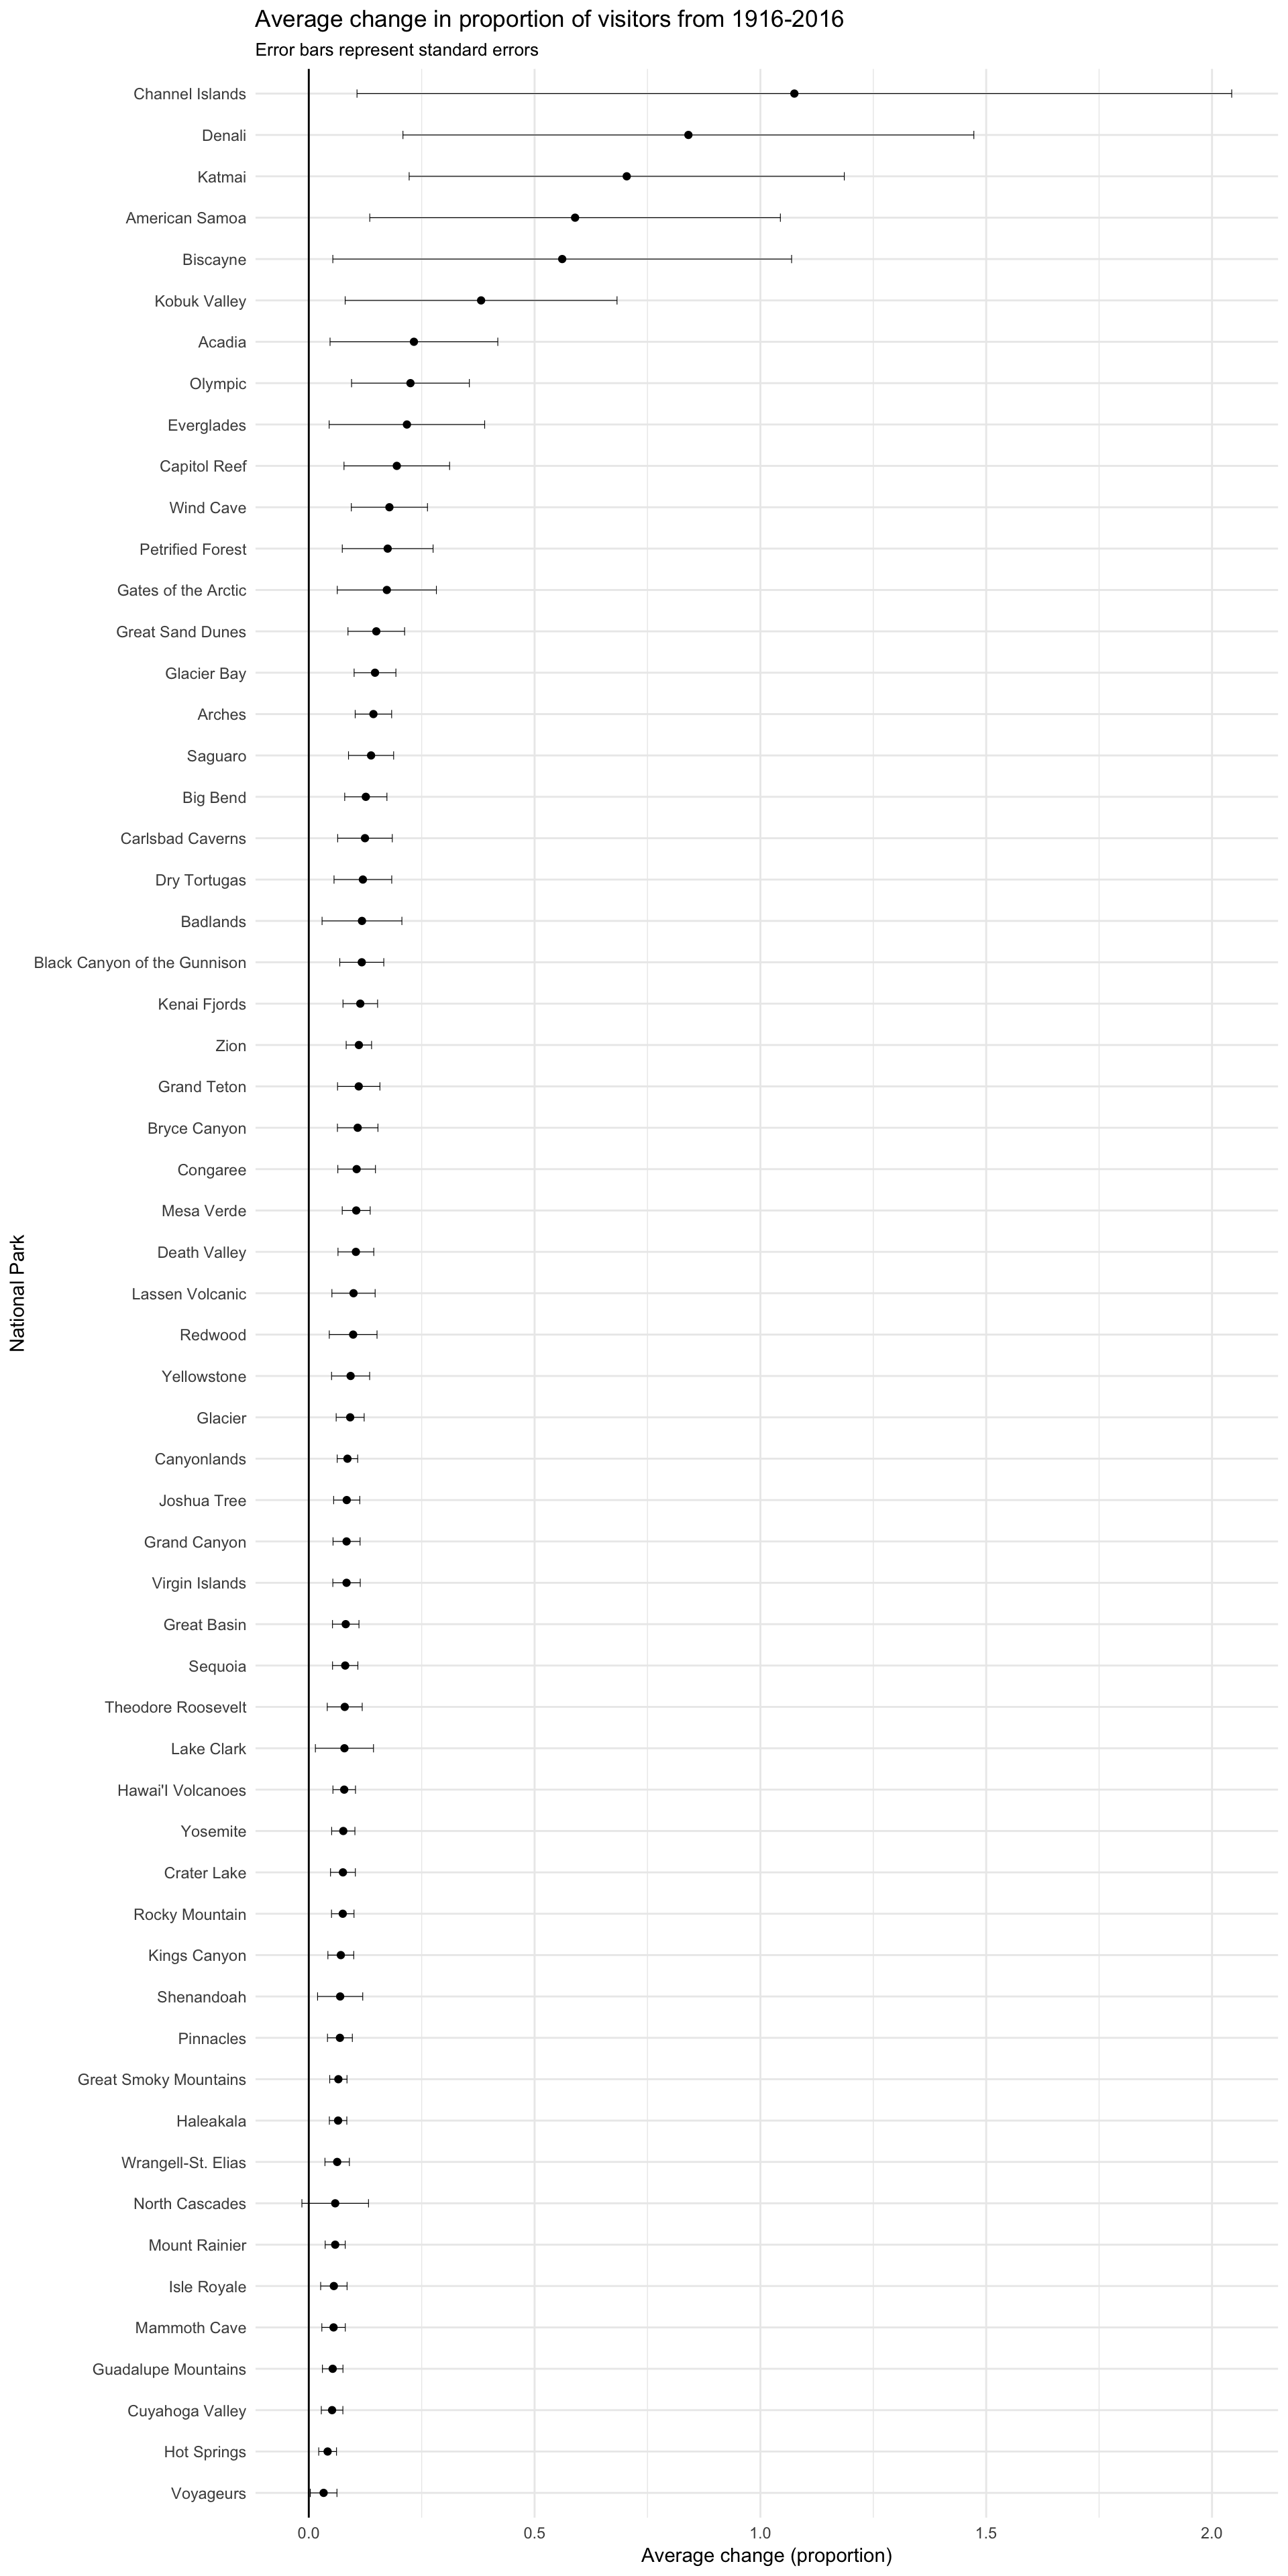 Average change in proportion of visitors from 1916-2016
Error bars represent standard errors
Channel Islands
Denali
Katmai
American Samoa
Biscayne
Kobuk Valley
Acadia
Olympic
Everglades
Capitol Reef
Wind Cave
Petrified Forest
Gates of the Arctic
Great Sand Dunes
Glacier Bay
Arches
Saguaro
Big Bend
Carlsbad Caverns
Dry Tortugas
Badlands
Black Canyon of the Gunnison
Kenai Fjords
Zion
Grand Teton
Bryce Canyon
Congaree
Mesa Verde
Death Valley
Lassen Volcanic
Redwood
Yellowstone
Glacier
Canyonlands
Joshua Tree
Grand Canyon
Virgin Islands
Great Basin
Sequoia
Theodore Roosevelt
Lake Clark
Hawai'I Volcanoes
Yosemite
Crater Lake
Rocky Mountain
Kings Canyon
Shenandoah
Pinnacles
Great Smoky Mountains
Haleakala
Wrangell-St. Elias
North Cascades
Mount Rainier
Isle Royale
Mammoth Cave
Guadalupe Mountains
Cuyahoga Valley
Hot Springs
Voyageurs
National Park
0.0 0.5 1.0 1.5 2.0
Average change (proportion)